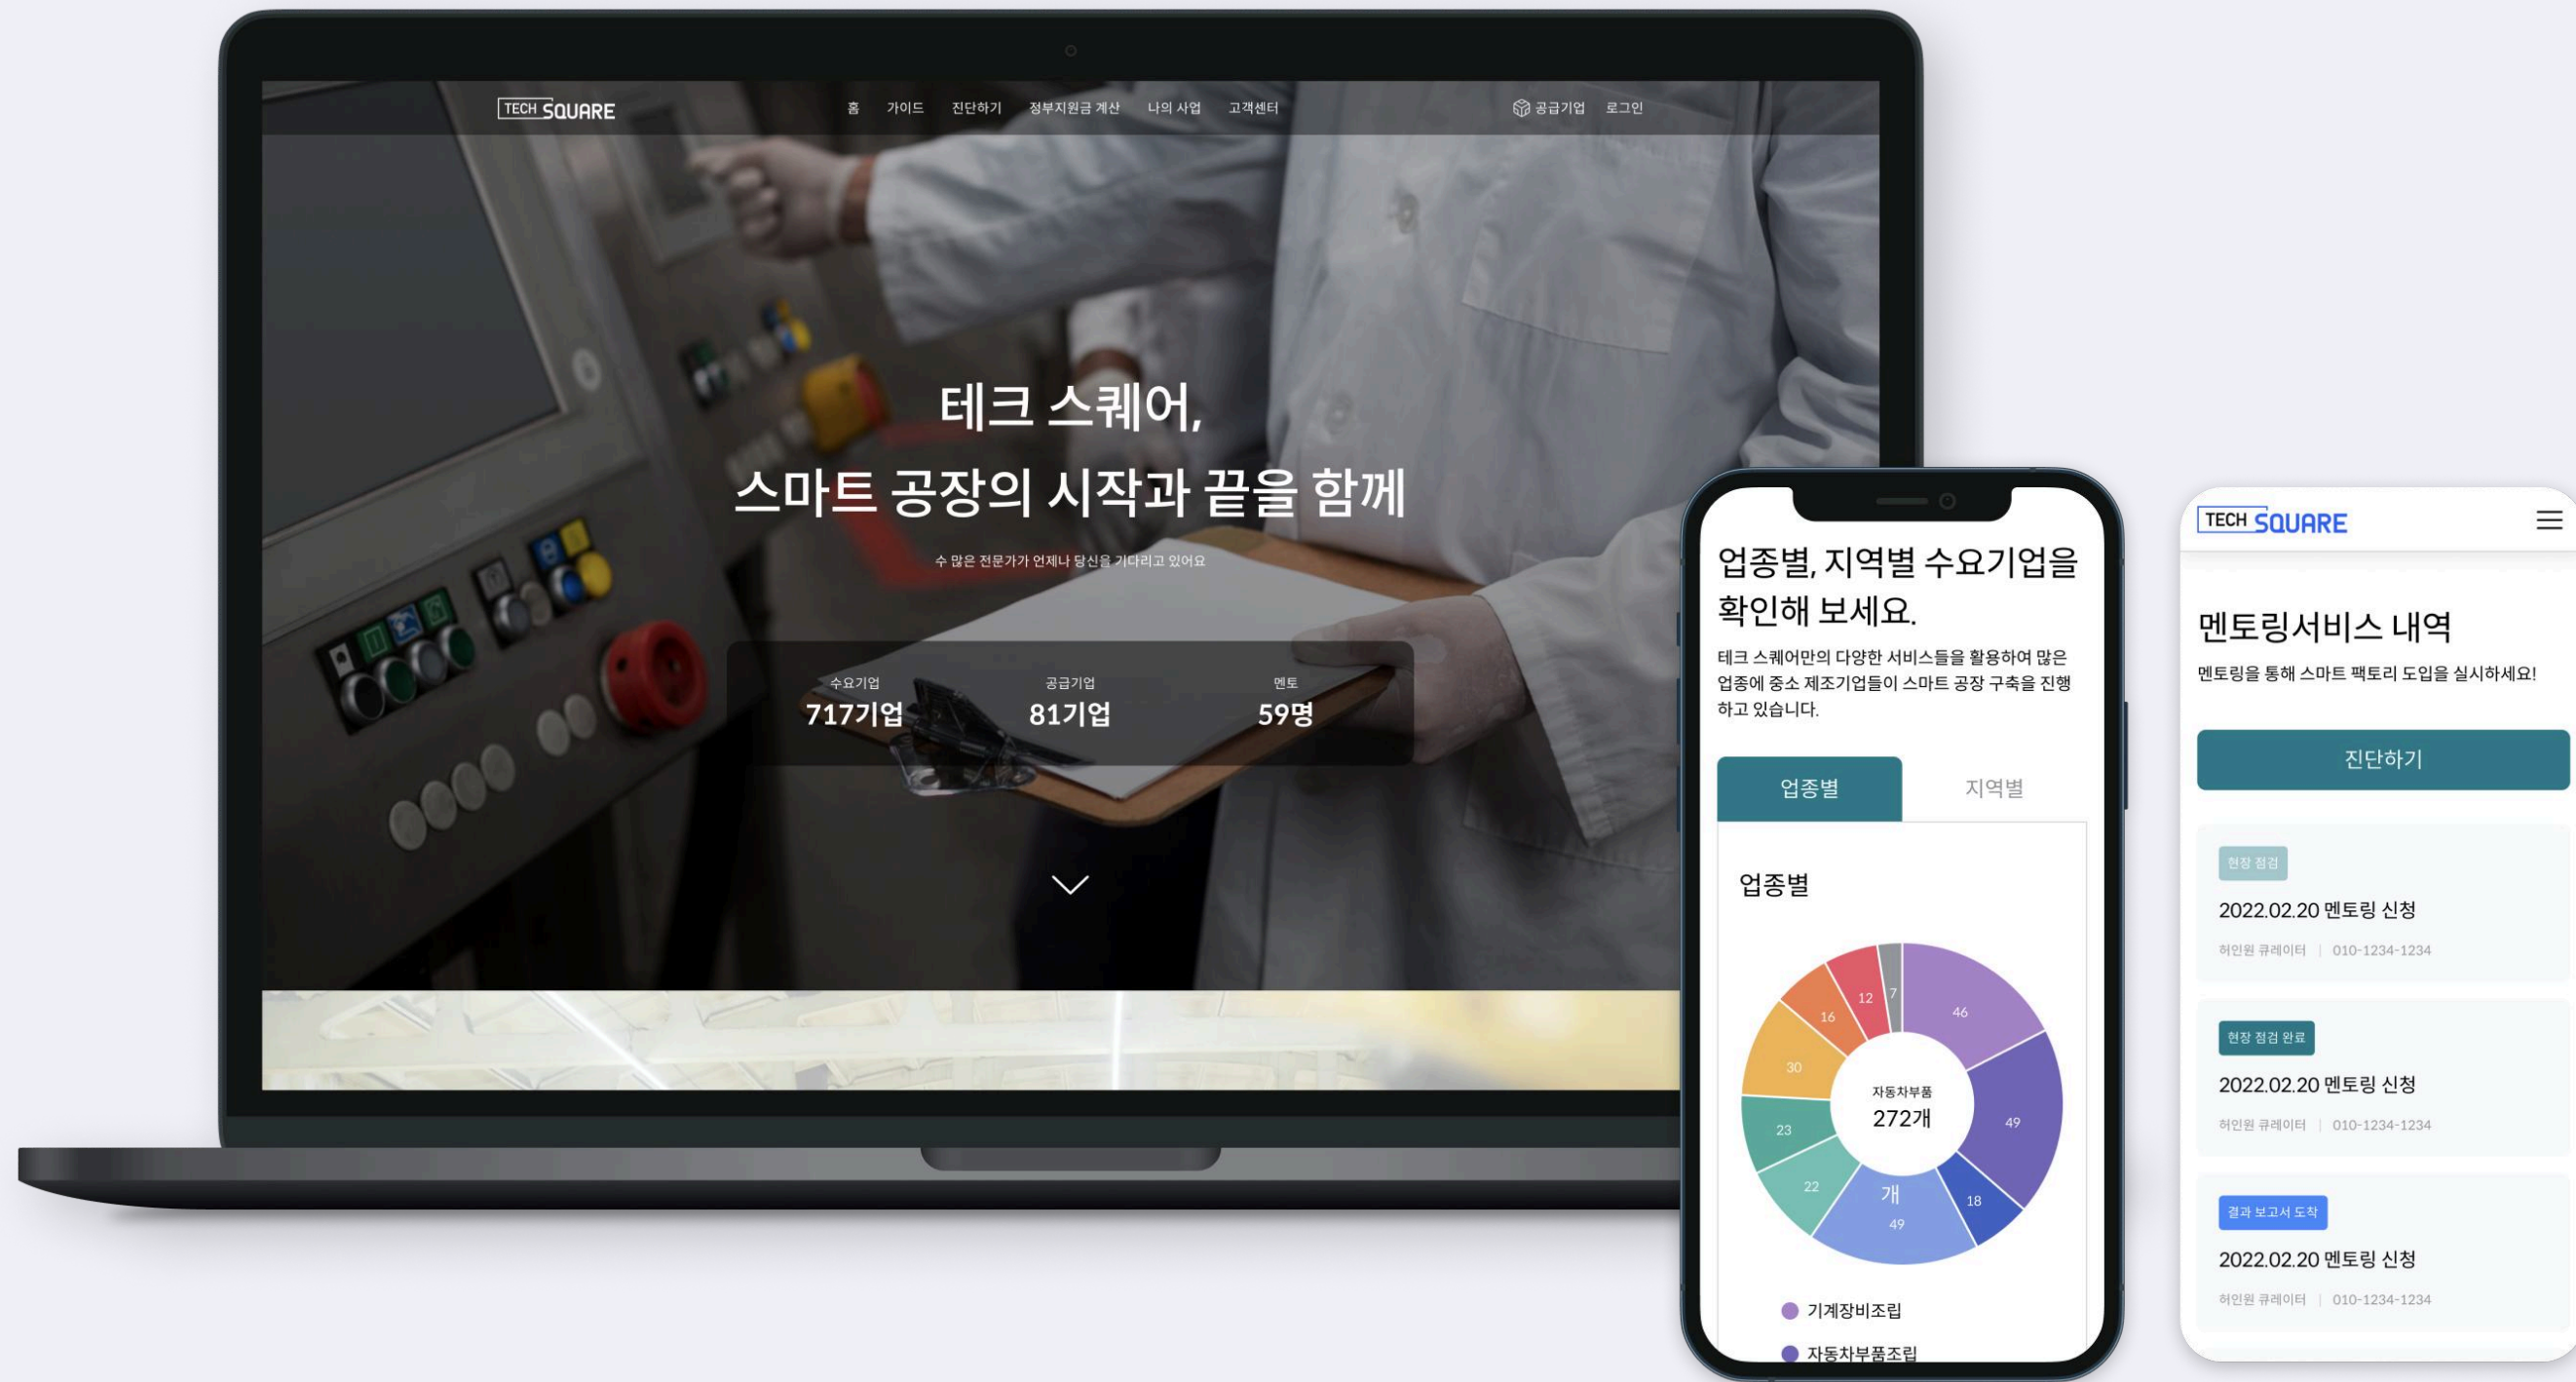 TECH SQUARE
홈 가이드 진단하기 정부지원금 계산 나의 사업 고객센터
공급기업 로그인
테크 스퀘어,
스마트 공장의 시작과 끝을 함께
수 많은 전문가가 언제나 당신을 기다리고 있어요
수요기업 공급기업 멘토
717기업 81기업 59명
업종별, 지역별 수요기업을
확인해 보세요.
테크 스퀘어만의 다양한 서비스들을 활용하여 많은
업종에 중소 제조기업들이 스마트 공장 구축을 진행
하고 있습니다.
업종별 지역별
업종별
12 7
16 46
30
자동차부품
272개
23 49
22 개 18
49
기계장비조립
자동차부품조립
TECH SQUARE
멘토링서비스 내역
멘토링을 통해 스마트 팩토리 도입을 실시하세요!
진단하기
현장 점검
2022.02.20 멘토링 신청
허인원 큐레이터 | 010-1234-1234
현장 점검 완료
2022.02.20 멘토링 신청
허인원 큐레이터 | 010-1234-1234
결과 보고서 도착
2022.02.20 멘토링 신청
허인원 큐레이터 | 010-1234-1234